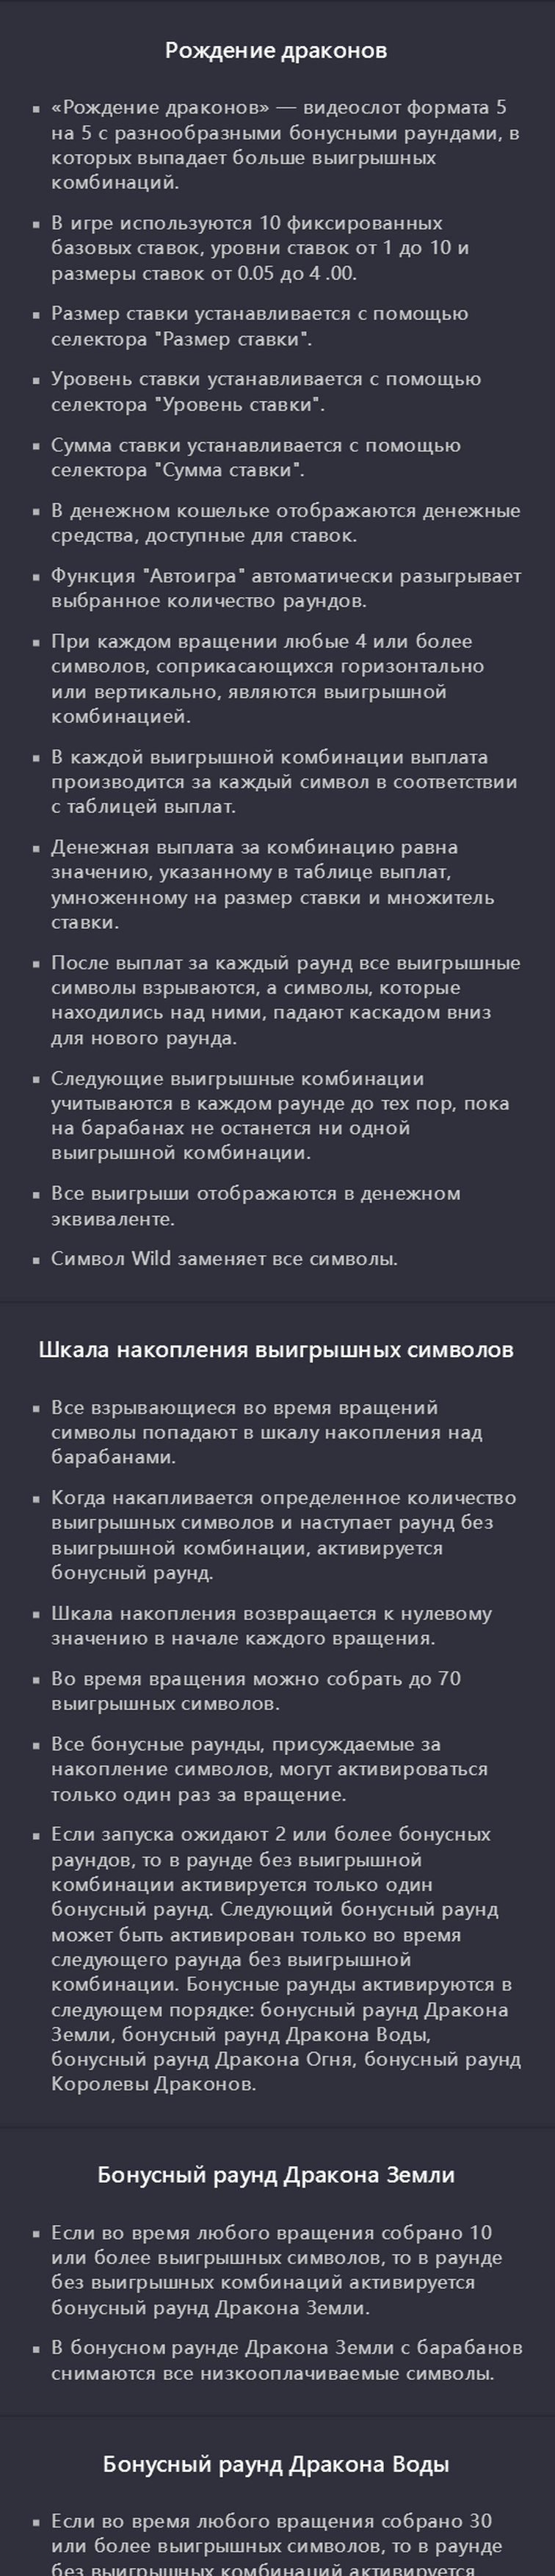 Рождение драконов
▪ «Рождение драконов» — видеослот формата 5
на 5 с разнообразными бонусными раундами, в
которых выпадает больше выигрышных
комбинаций.
▪ В игре используются 10 фиксированных
базовых ставок, уровни ставок от 1 до 10 и
размеры ставок от 0.05 до 4 .00.
▪ Размер ставки устанавливается с помощью
селектора "Размер ставки".
▪ Уровень ставки устанавливается с помощью
селектора "Уровень ставки".
▪ Сумма ставки устанавливается с помощью
селектора "Сумма ставки".
▪ В денежном кошельке отображаются денежные
средства, доступные для ставок.
▪ Функция "Автоигра" автоматически разыгрывает
выбранное количество раундов.
▪ При каждом вращении любые 4 или более
символов, соприкасающихся горизонтально
или вертикально, являются выигрышной
комбинацией.
▪ В каждой выигрышной комбинации выплата
производится за каждый символ в соответствии
с таблицей выплат.
▪ Денежная выплата за комбинацию равна
значению, указанному в таблице выплат,
умноженному на размер ставки и множитель
ставки.
▪ После выплат за каждый раунд все выигрышные
символы взрываются, а символы, которые
находились над ними, падают каскадом вниз
для нового раунда.
▪ Следующие выигрышные комбинации
учитываются в каждом раунде до тех пор, пока
на барабанах не останется ни одной
выигрышной комбинации.
▪ Все выигрыши отображаются в денежном
эквиваленте.
▪ Символ Wild заменяет все символы.
Шкала накопления выигрышных символов
▪ Все взрывающиеся во время вращений
символы попадают в шкалу накопления над
барабанами.
▪ Когда накапливается определенное количество
выигрышных символов и наступает раунд без
выигрышной комбинации, активируется
бонусный раунд.
▪ Шкала накопления возвращается к нулевому
значению в начале каждого вращения.
▪ Во время вращения можно собрать до 70
выигрышных символов.
▪ Все бонусные раунды, присуждаемые за
накопление символов, могут активироваться
только один раз за вращение.
▪ Если запуска ожидают 2 или более бонусных
раундов, то в раунде без выигрышной
комбинации активируется только один
бонусный раунд. Следующий бонусный раунд
может быть активирован только во время
следующего раунда без выигрышной
комбинации. Бонусные раунды активируются в
следующем порядке: бонусный раунд Дракона
Земли, бонусный раунд Дракона Воды,
бонусный раунд Дракона Огня, бонусный раунд
Королевы Драконов.
Бонусный раунд Дракона Земли
▪ Если во время любого вращения собрано 10
или более выигрышных символов, то в раунде
без выигрышных комбинаций активируется
бонусный раунд Дракона Земли.
▪ В бонусном раунде Дракона Земли с барабанов
снимаются все низкооплачиваемые символы.
Бонусный раунд Дракона Воды
▪ Если во время любого вращения собрано 30
или более выигрышных символов, то в раунде
без выигрышных комбинаций активируется